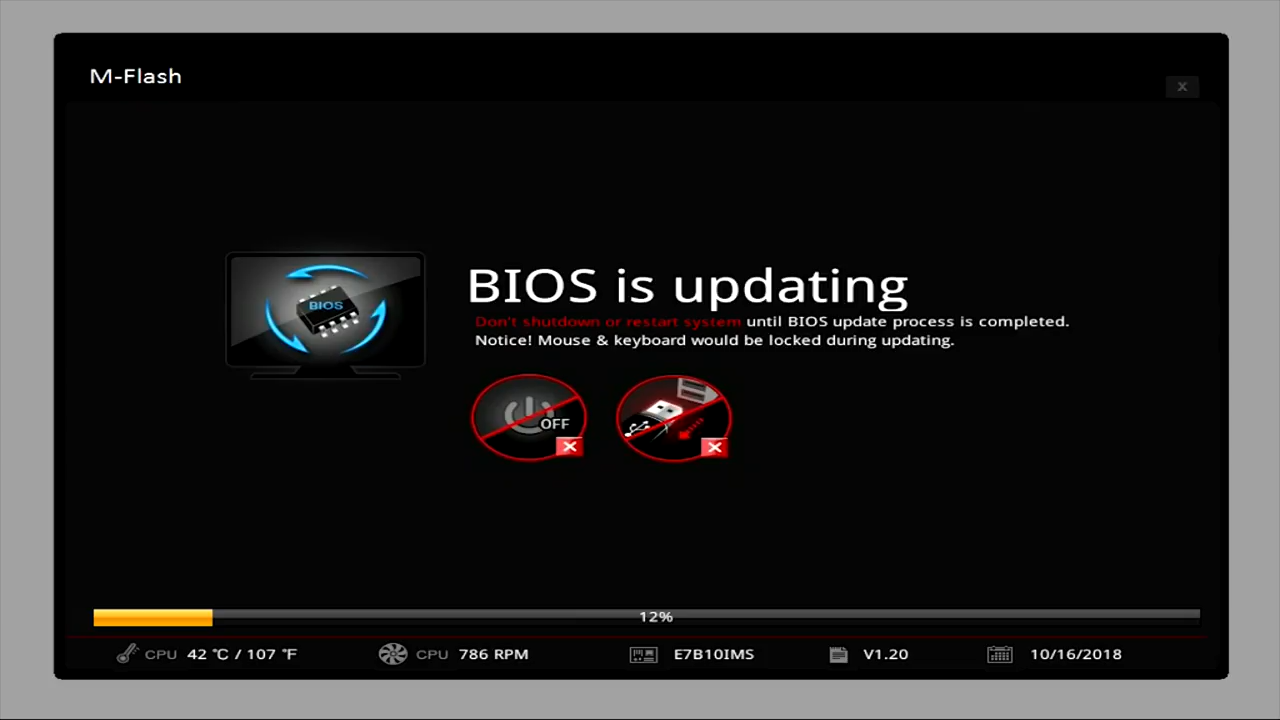 M-Flash
x
BIOS
BIOS is updating
Don't shutdown or restart system until BIOS update process is completed.
Notice! Mouse & keyboard would be locked during updating.
OFF
12%
CPU 42 °C / 107 °F CPU 786 RPM E7B10IMS V1.20 10/16/2018